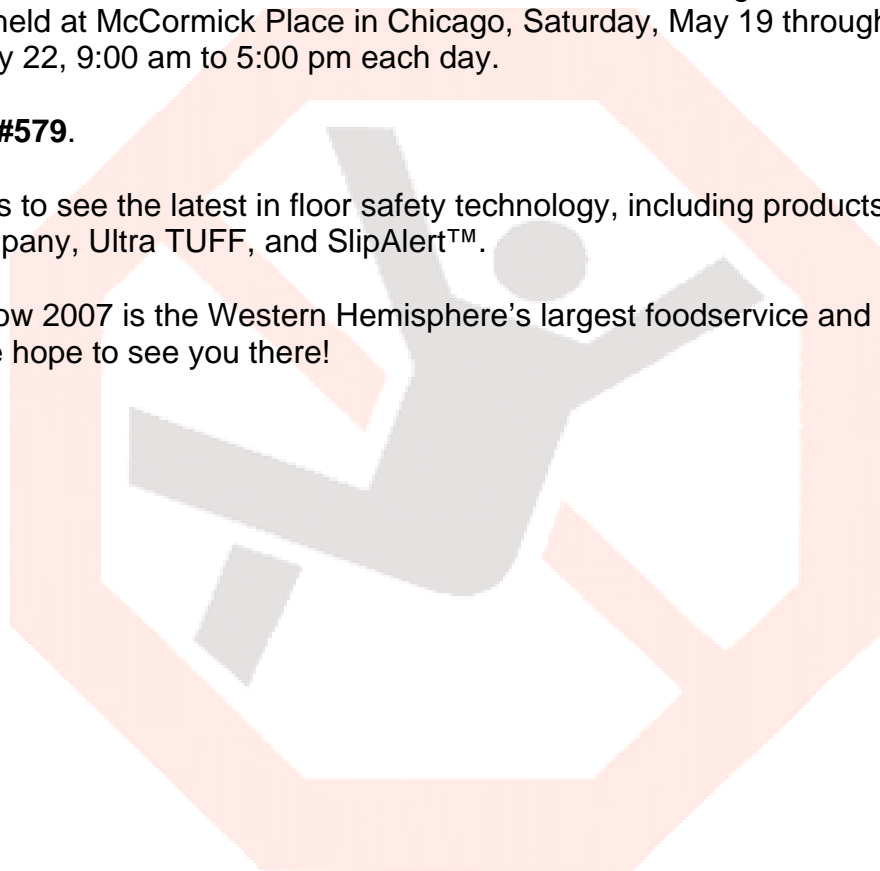 held at McCormick Place in Chicago, Saturday, May 19 through
y 22, 9:00 am to 5:00 pm each day.
#579.
s to see the latest in floor safety technology, including products
pany, Ultra TUFF, and SlipAlert™.
ow 2007 is the Western Hemisphere’s largest foodservice and
e hope to see you there!